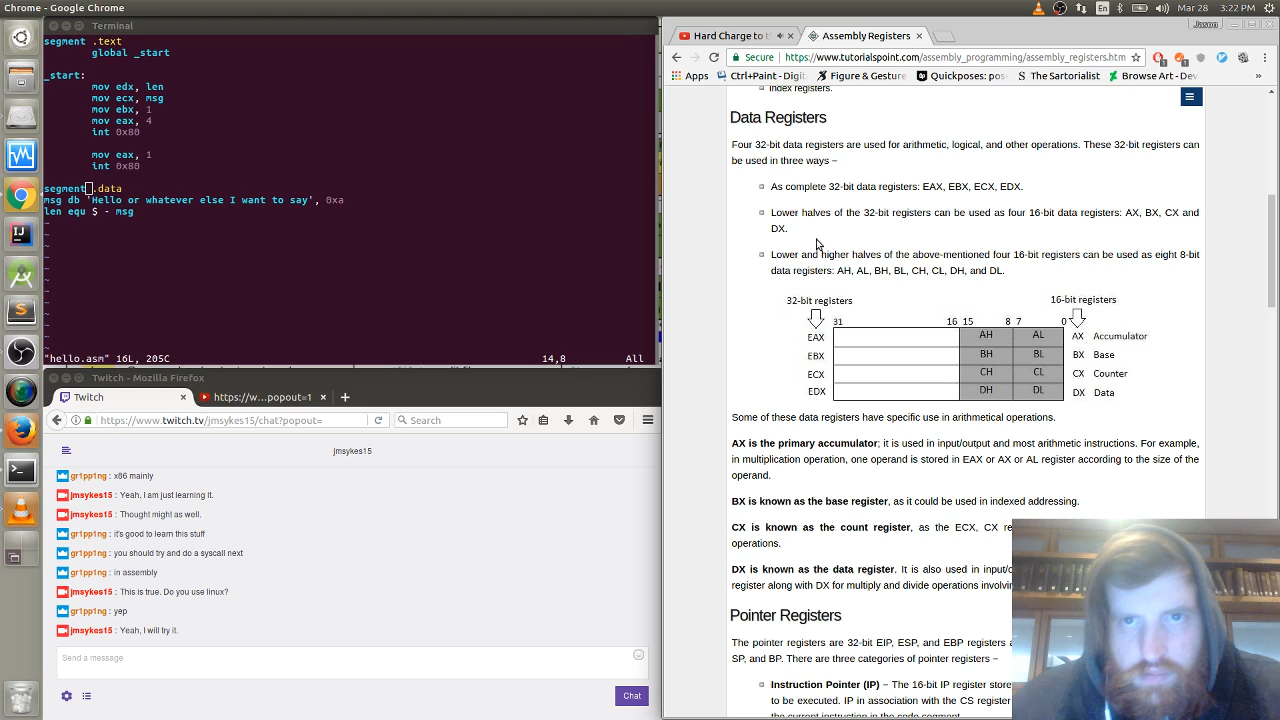 Chrome - Google Chrome
En
Mar 28
3:22 PM
Terminal
segment .text
global _start
_start:
mov edx, len
mov ecx, msg
mov ebx, 1
mov eax, 4
int 0x80
mov eax, 1
int 0x80
segment .data
msg db 'Hello or whatever else I want to say', 0xa
len equ $ - msg
~
~
~
~
~
~
~
~
~
~
~
~
"hello.asm" 16L, 205C
14,8
All
Twitch - Mozilla Firefox
Twitch
https://w...popout=1
https://www.twitch.tv/jmsykes15/chat?popout=
Search
jmsykes15
gr1pp1ng : x86 mainly
jmsykes15 : Yeah, I am just learning it.
jmsykes15 : Thought might as well.
gr1pp1ng : it's good to learn this stuff
gr1pp1ng : you should try and do a syscall next
gr1pp1ng : in assembly
jmsykes15 : This is true. Do you use linux?
gr1pp1ng : yep
jmsykes15 : Yeah, I will try it.
Send a message
Chat
Jason
Hard Charge to t
Assembly Registers
Secure
https://www.tutorialspoint.com/assembly_programming/assembly_registers.htm
Apps
Ctrl+Paint - Digit
Figure & Gesture
Quickposes: pos
The Sartorialist
Browse Art - Dev
Index registers.
Data Registers
Four 32-bit data registers are used for arithmetic, logical, and other operations. These 32-bit registers can
be used in three ways −
As complete 32-bit data registers: EAX, EBX, ECX, EDX.
Lower halves of the 32-bit registers can be used as four 16-bit data registers: AX, BX, CX and
DX.
Lower and higher halves of the above-mentioned four 16-bit registers can be used as eight 8-bit
data registers: AH, AL, BH, BL, CH, CL, DH, and DL.
32-bit registers
16-bit registers
31 16 15 8 7 0
EAX AH AL AX Accumulator
EBX BH BL BX Base
ECX CH CL CX Counter
EDX DH DL DX Data
Some of these data registers have specific use in arithmetical operations.
AX is the primary accumulator; it is used in input/output and most arithmetic instructions. For example,
in multiplication operation, one operand is stored in EAX or AX or AL register according to the size of the
operand.
BX is known as the base register, as it could be used in indexed addressing.
CX is known as the count register, as the ECX, CX re
operations.
DX is known as the data register. It is also used in input/o
register along with DX for multiply and divide operations involvin
Pointer Registers
The pointer registers are 32-bit EIP, ESP, and EBP registers a
SP, and BP. There are three categories of pointer registers −
Instruction Pointer (IP) − The 16-bit IP register store
to be executed. IP in association with the CS register
the current instruction in the code segment.